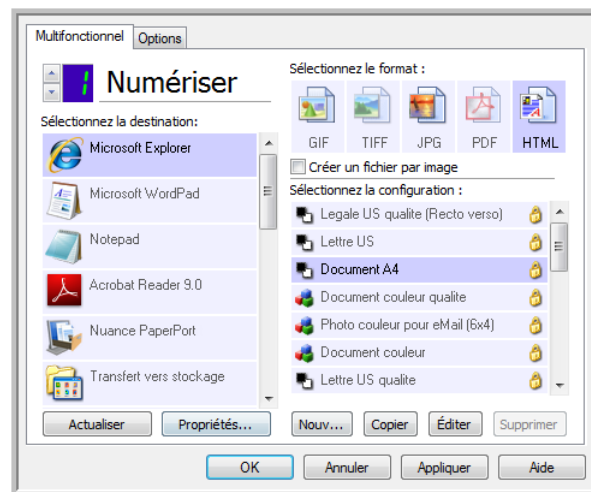 Multifonctionnel
Options
1 Numériser
Sélectionnez la destination:
Microsoft Explorer
Microsoft WordPad
Notepad
Acrobat Reader 9.0
Nuance PaperPort
Transfert vers stockage
Actualiser
Propriétés...
Sélectionnez le format :
GIF
TIFF
JPG
PDF
HTML
Créer un fichier par image
Sélectionnez la configuration :
Legale US qualite (Recto verso)
Lettre US
Document A4
Document couleur qualite
Photo couleur pour eMail (6x4)
Document couleur
Lettre US qualite
Nouv...
Copier
Éditer
Supprimer
OK
Annuler
Appliquer
Aide